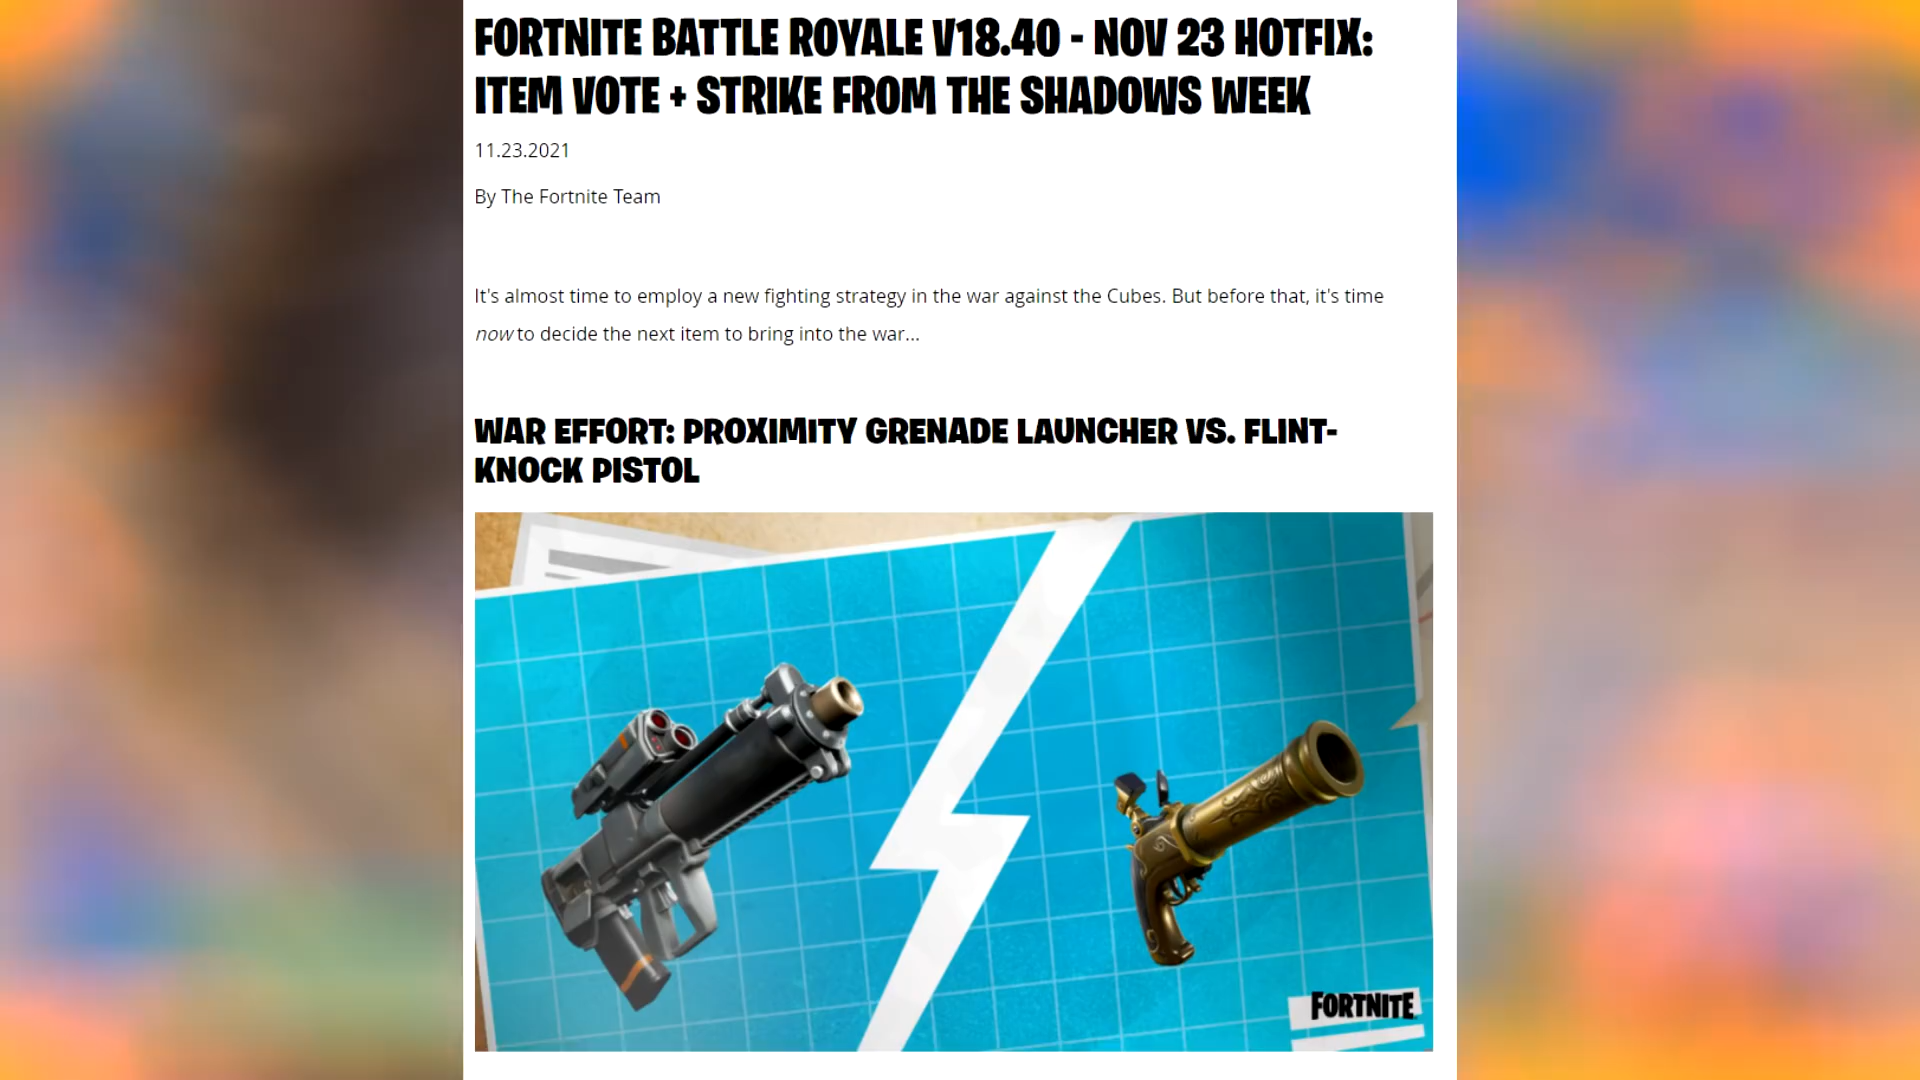 FORTNITE BATTLE ROYALE V18.40 - NOV 23 HOTFIX:
ITEM VOTE + STRIKE FROM THE SHADOWS WEEK
11.23.2021
By The Fortnite Team
It's almost time to employ a new fighting strategy in the war against the Cubes. But before that, it's time
now to decide the next item to bring into the war...
WAR EFFORT: PROXIMITY GRENADE LAUNCHER VS. FLINT-
KNOCK PISTOL
FORTNITE